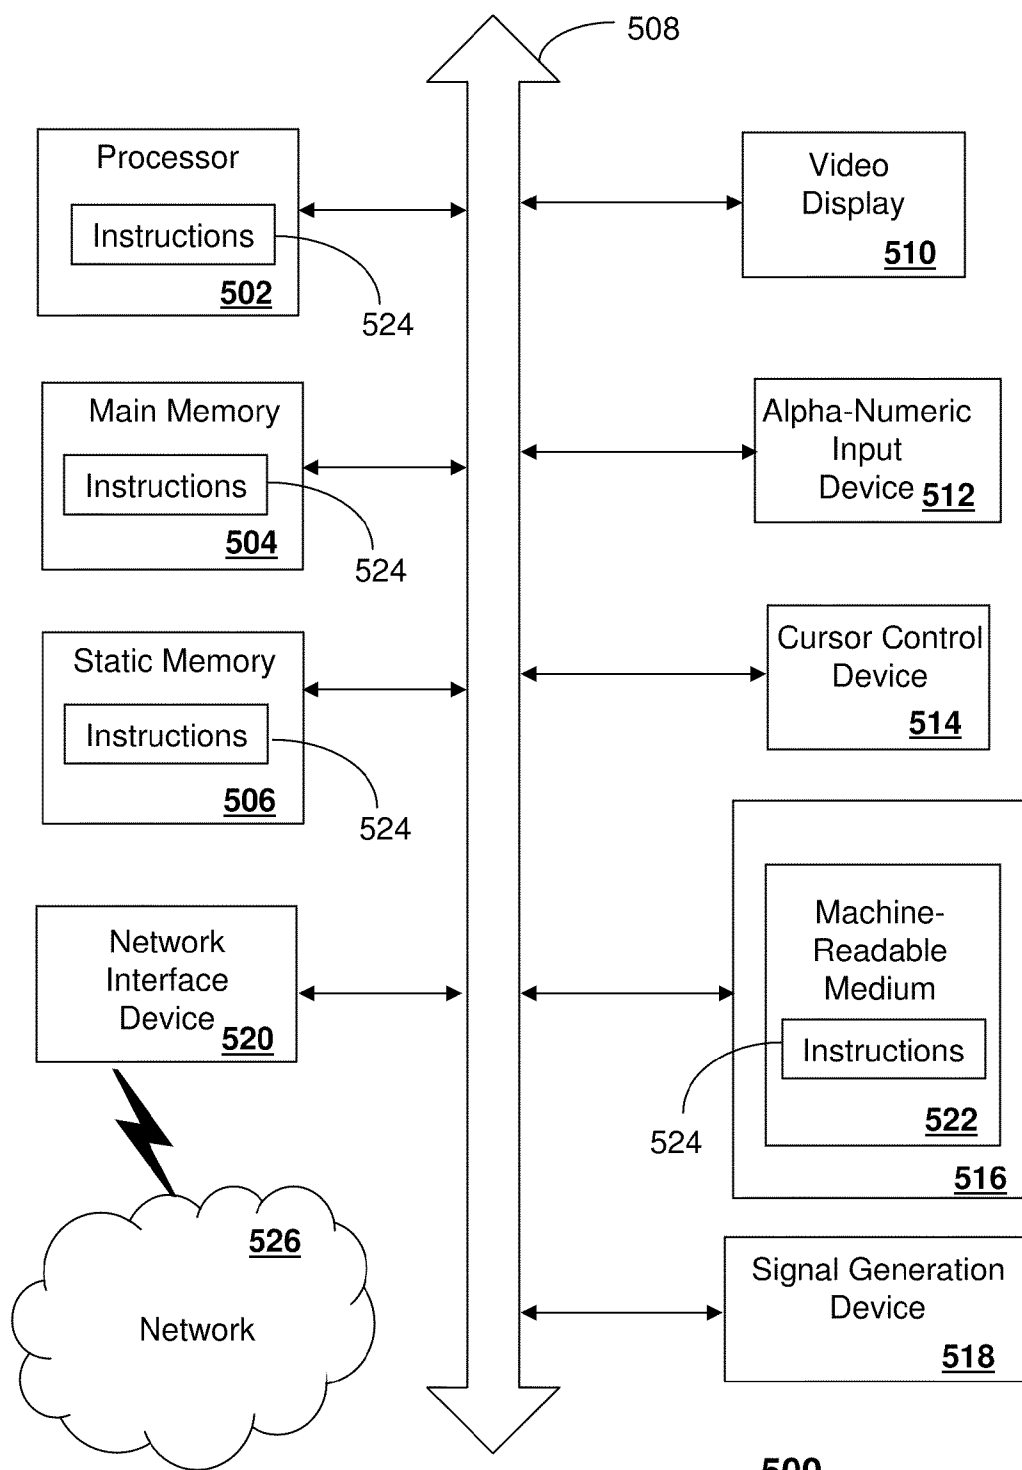 508
Processor
Instructions
502
524
Video
Display
510
Main Memory
Instructions
504
524
Alpha-Numeric
Input
Device 512
Static Memory
Instructions
506
524
Cursor Control
Device
514
Network
Interface
Device 520
Machine-
Readable
Medium
Instructions
522
524
516
526
Network
Signal Generation
Device
518